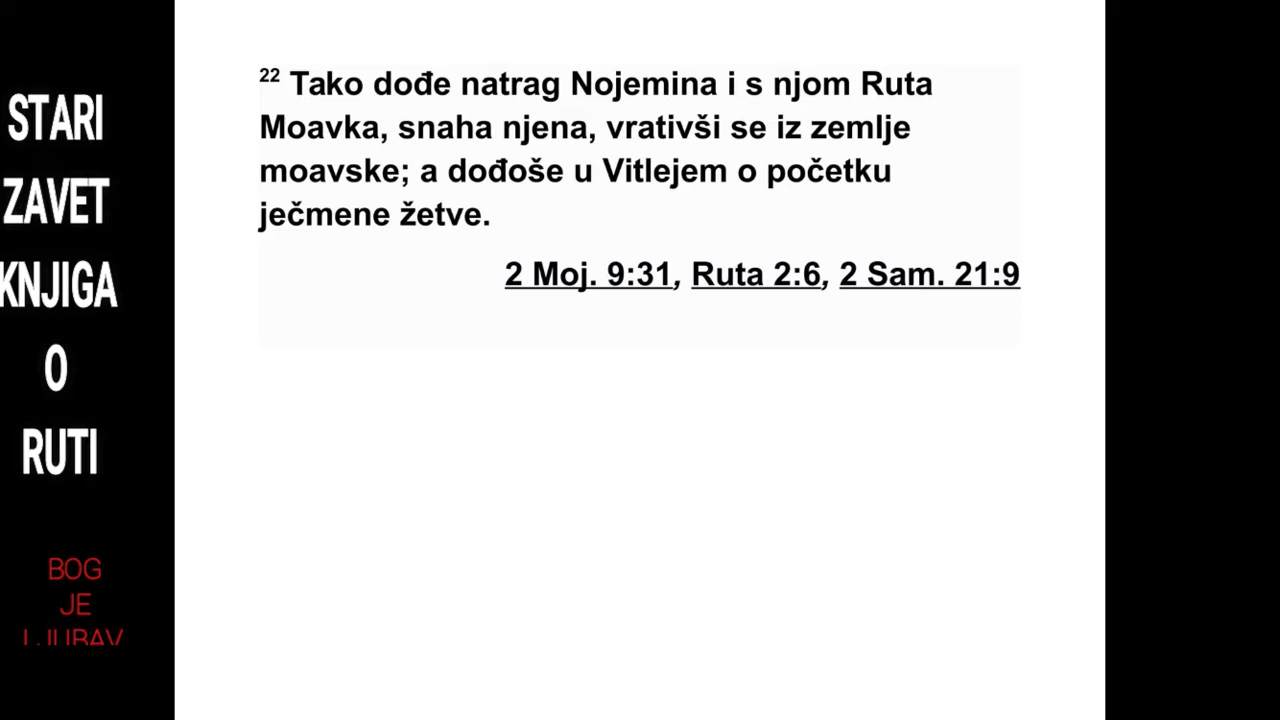 STARI
ZAVET
KNJIGA
O
RUTI
BOG
JE
LJUBAV
22 Tako dođe natrag Nojemina i s njom Ruta
Moavka, snaha njena, vrativši se iz zemlje
moavske; a dođoše u Vitlejem o početku
ječmene žetve.
2 Moj. 9:31, Ruta 2:6, 2 Sam. 21:9